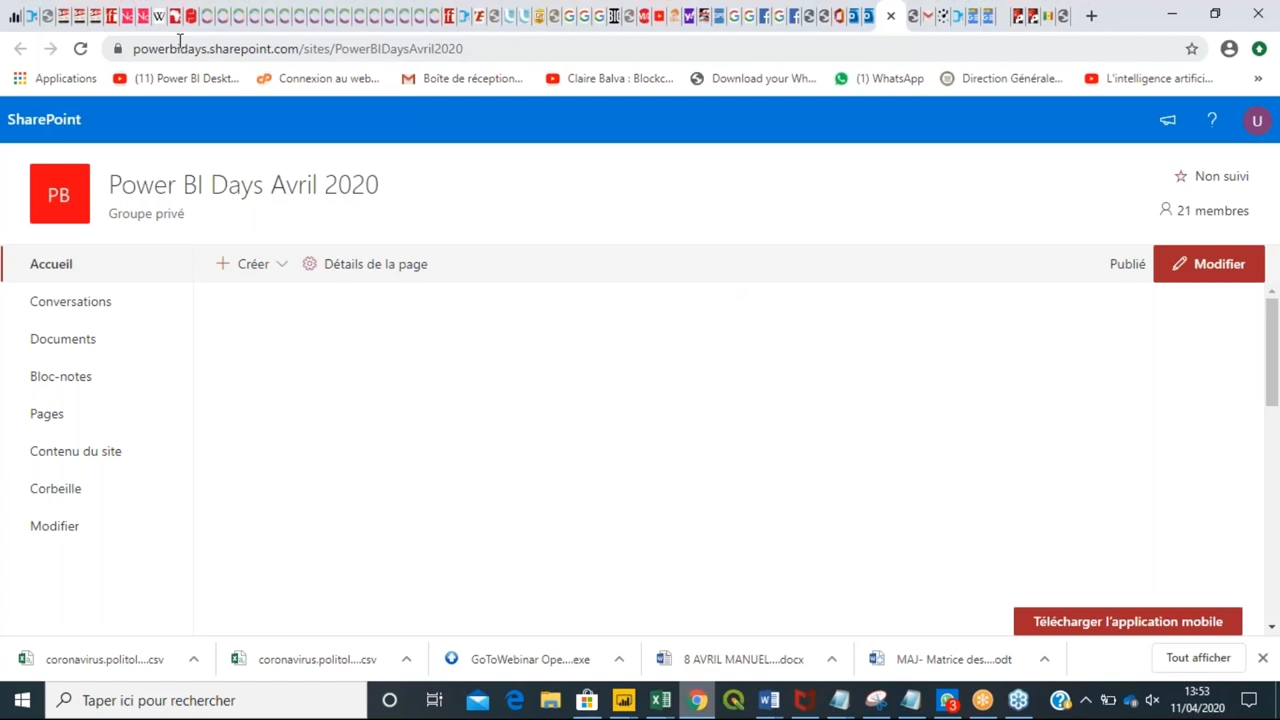 powerbidays.sharepoint.com/sites/PowerBIDaysAvril2020
Applications
(11) Power BI Deskt...
Connexion au web...
Boîte de réception...
Claire Balva : Blockc...
Download your Wh...
(1) WhatsApp
Direction Générale...
L'intelligence artifici...
»
SharePoint
?
U
PB
Power BI Days Avril 2020
Groupe privé
Non suivi
21 membres
Accueil
Créer
Détails de la page
Publié
Modifier
Conversations
Documents
Bloc-notes
Pages
Contenu du site
Corbeille
Modifier
Télécharger l'application mobile
coronavirus.politol....csv
coronavirus.politol....csv
GoToWebinar Ope....exe
8 AVRIL MANUEL....docx
MAJ- Matrice des....odt
Tout afficher
Taper ici pour rechercher
3
13:53
11/04/2020